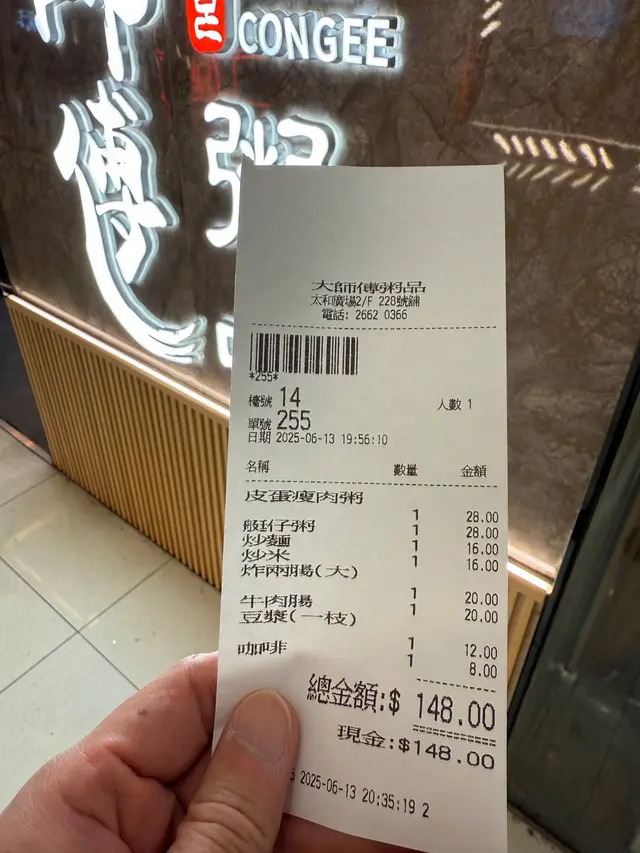 CONGEE
傅 粥
大師傅粥品
太和廣場2/F 228號舖
電話: 2662 0366
*255*
檯號 14 人數 1
單號 255
日期 2025-06-13 19:56:10
名稱 數量 金額
皮蛋瘦肉粥 1 28.00
艇仔粥 1 28.00
炒麵 1 16.00
炒米 1 16.00
炸兩腸(大) 1 20.00
牛肉腸 1 20.00
豆漿(一枝) 1 12.00
咖啡 1 8.00
總金額:$ 148.00
現金:$148.00
2025-06-13 20:35:19 2